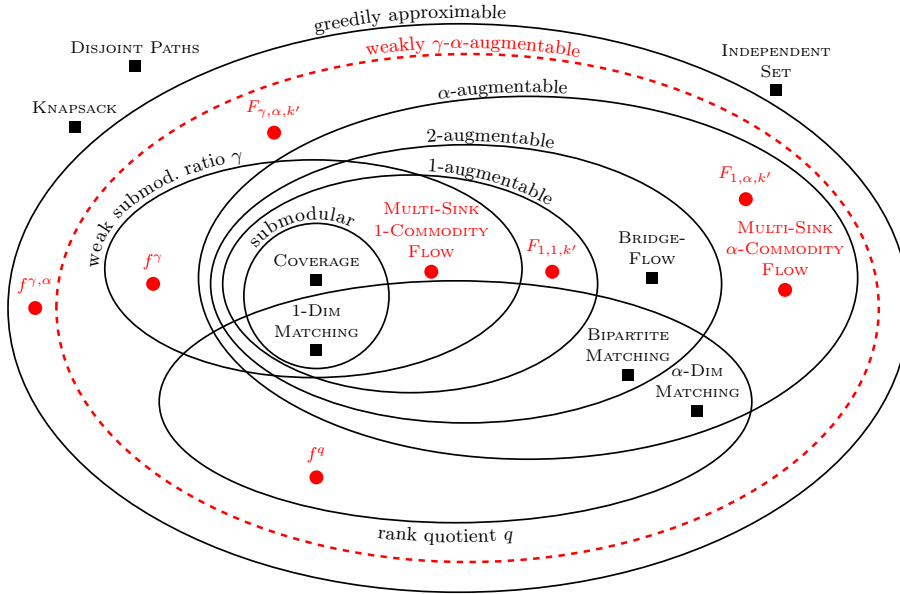 greedily approximable
weakly γ-α-augmentable
DISJOINT PATHS
INDEPENDENT
SET
KNAPSACK
F_{γ,α,k′}
α-augmentable
2-augmentable
1-augmentable
weak submod. ratio γ
submodular
MULTI-SINK
1-COMMODITY
FLOW
F_{1,1,k′}
BRIDGE-
FLOW
F_{1,α,k′}
MULTI-SINK
α-COMMODITY
FLOW
COVERAGE
f^γ
f^{γ,α}
1-DIM
MATCHING
BIPARTITE
MATCHING
α-DIM
MATCHING
f^q
rank quotient q